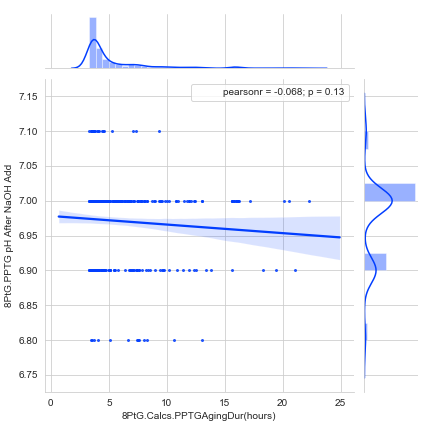 pearsonr = -0.068; p = 0.13
7.15
7.10
7.05
7.00
6.95
6.90
6.85
6.80
6.75
8PtG.PPTG pH After NaOH Add
0 5 10 15 20 25
8PtG.Calcs.PPTGAgingDur(hours)